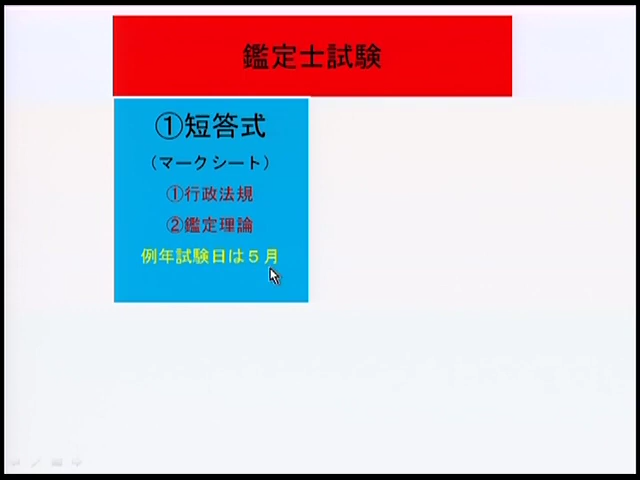 鑑定士試験
①短答式
（マークシート）
①行政法規
②鑑定理論
例年試験日は５月